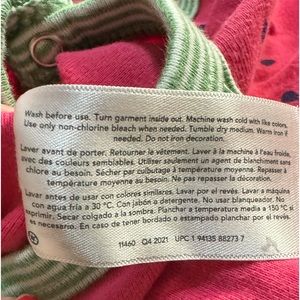 Wash before use. Turn garment inside out. Machine wash cold with like colors.
Use only non-chlorine bleach when needed. Tumble dry medium. Warm iron if
needed. Do not iron decoration.
Laver avant de porter. Retourner le vêtement. Laver à la machine à l'eau froide,
avec des couleurs semblables. Utiliser seulement un agent de blanchiment sans
chlore au besoin. Sécher par culbutage à température moyenne. Repasser à
température moyenne au besoin. Ne pas repasser la décoration.
Lavar antes de usar con colores similares. Lavar por el revés a máquina
con agua fría a 30 °C. Con jabón o detergente. No usar blanqueador. No
exprimir. Secar colgado a la sombra. Planchar a temperatura media a 150 °C si
es necesario. En caso de tener bordado o estampado planchar por el revés.
11460 Q4 2021 UPC 1 94135 88273 7